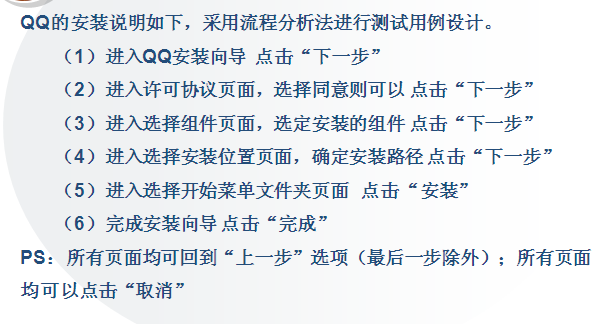 QQ的安装说明如下，采用流程分析法进行测试用例设计。
（1）进入QQ安装向导 点击“下一步”
（2）进入许可协议页面，选择同意则可以 点击“下一步”
（3）进入选择组件页面，选定安装的组件 点击“下一步”
（4）进入选择安装位置页面，确定安装路径 点击“下一步”
（5）进入选择开始菜单文件夹页面 点击“安装”
（6）完成安装向导 点击“完成”
PS：所有页面均可回到“上一步”选项（最后一步除外）；所有页面
均可以点击“取消”